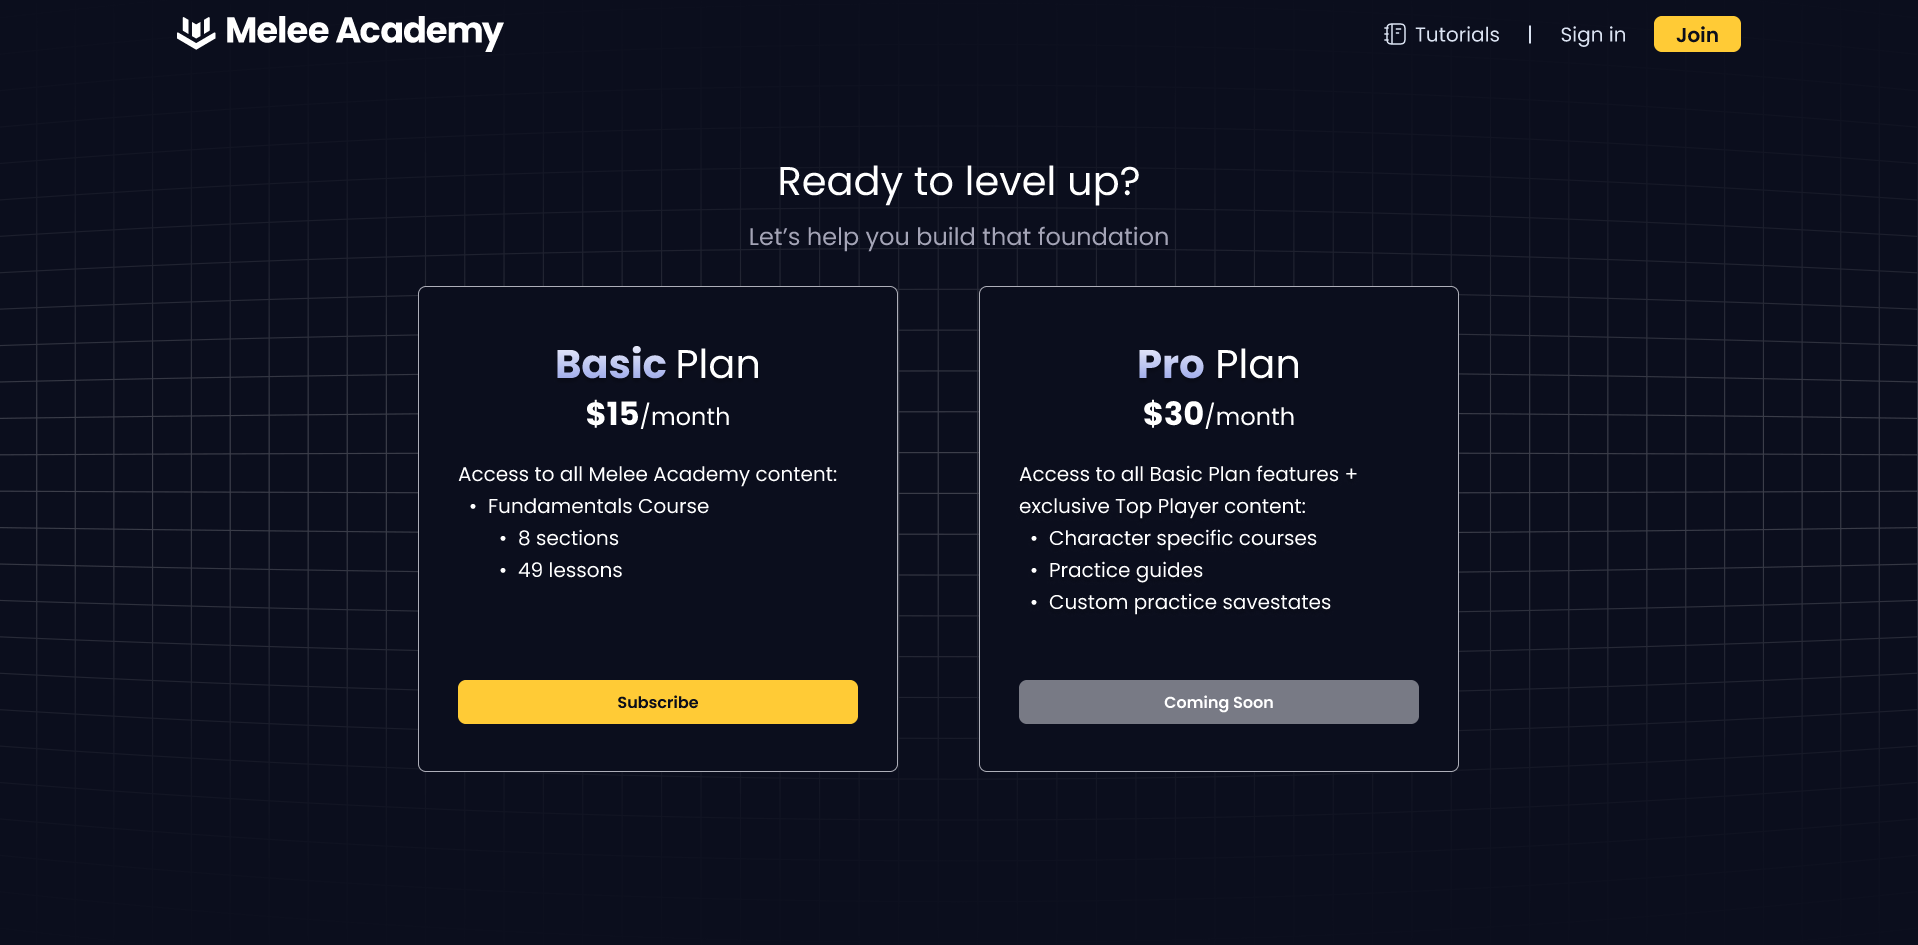 Melee Academy
Tutorials | Sign in Join
Ready to level up?
Let's help you build that foundation
Basic Plan
$15/month
Access to all Melee Academy content:
• Fundamentals Course
• 8 sections
• 49 lessons
Subscribe
Pro Plan
$30/month
Access to all Basic Plan features +
exclusive Top Player content:
• Character specific courses
• Practice guides
• Custom practice savestates
Coming Soon